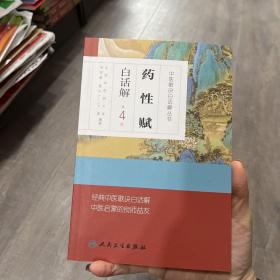 中医歌诀白话解丛书
药性赋
白话解
第4版
经典中医歌诀白话解
中医启蒙的良师益友
人民卫生出版社